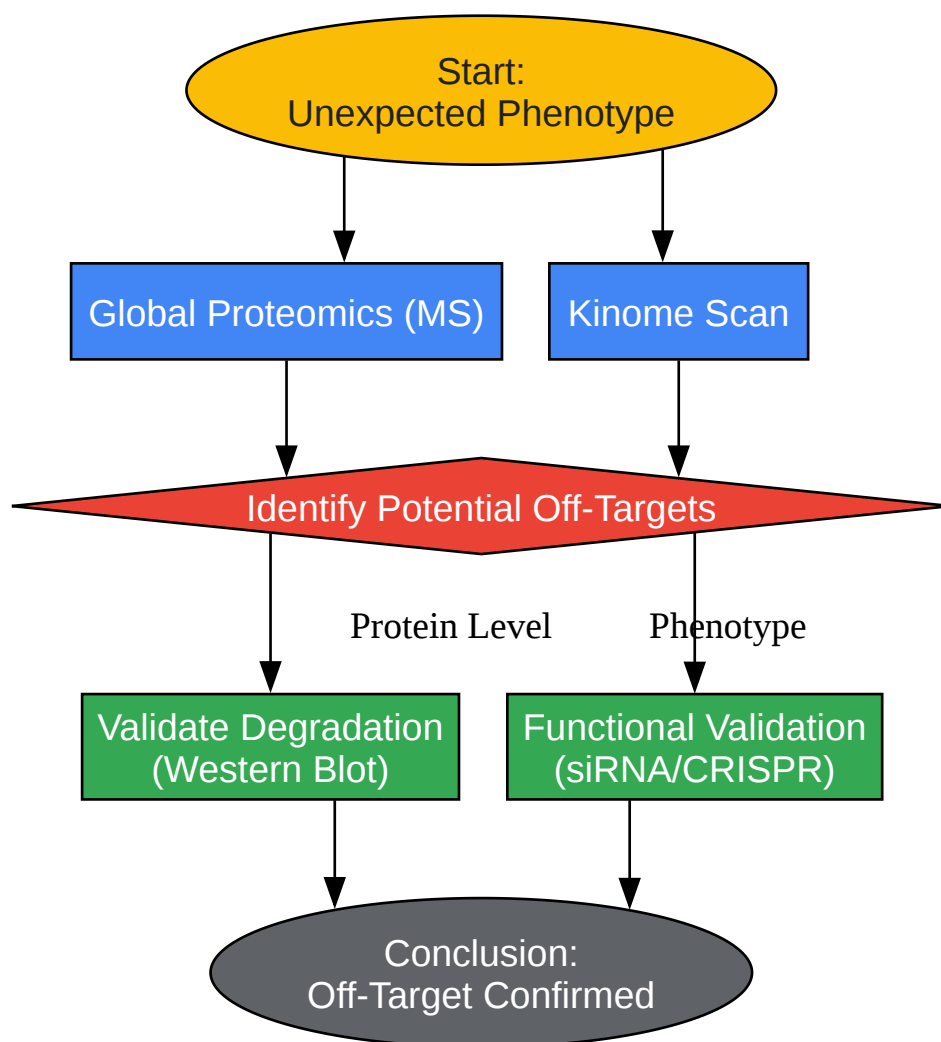 Start:
Unexpected Phenotype
Global Proteomics (MS)
Kinome Scan
Identify Potential Off-Targets
Protein Level
Phenotype
Validate Degradation
(Western Blot)
Functional Validation
(siRNA/CRISPR)
Conclusion:
Off-Target Confirmed